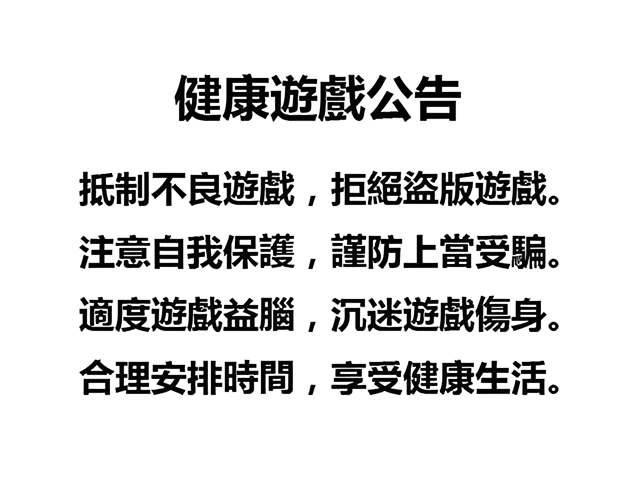 健康遊戲公告
抵制不良遊戲，拒絕盜版遊戲。
注意自我保護，謹防上當受騙。
適度遊戲益腦，沉迷遊戲傷身。
合理安排時間，享受健康生活。